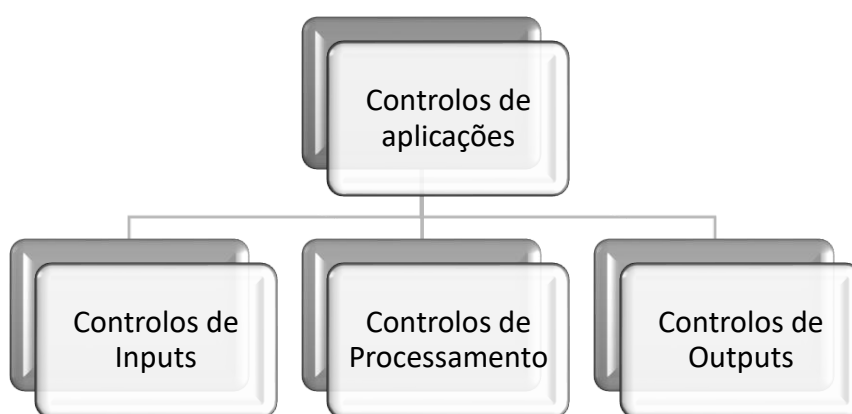 Controlos de
aplicações
Controlos de
Inputs
Controlos de
Processamento
Controlos de
Outputs